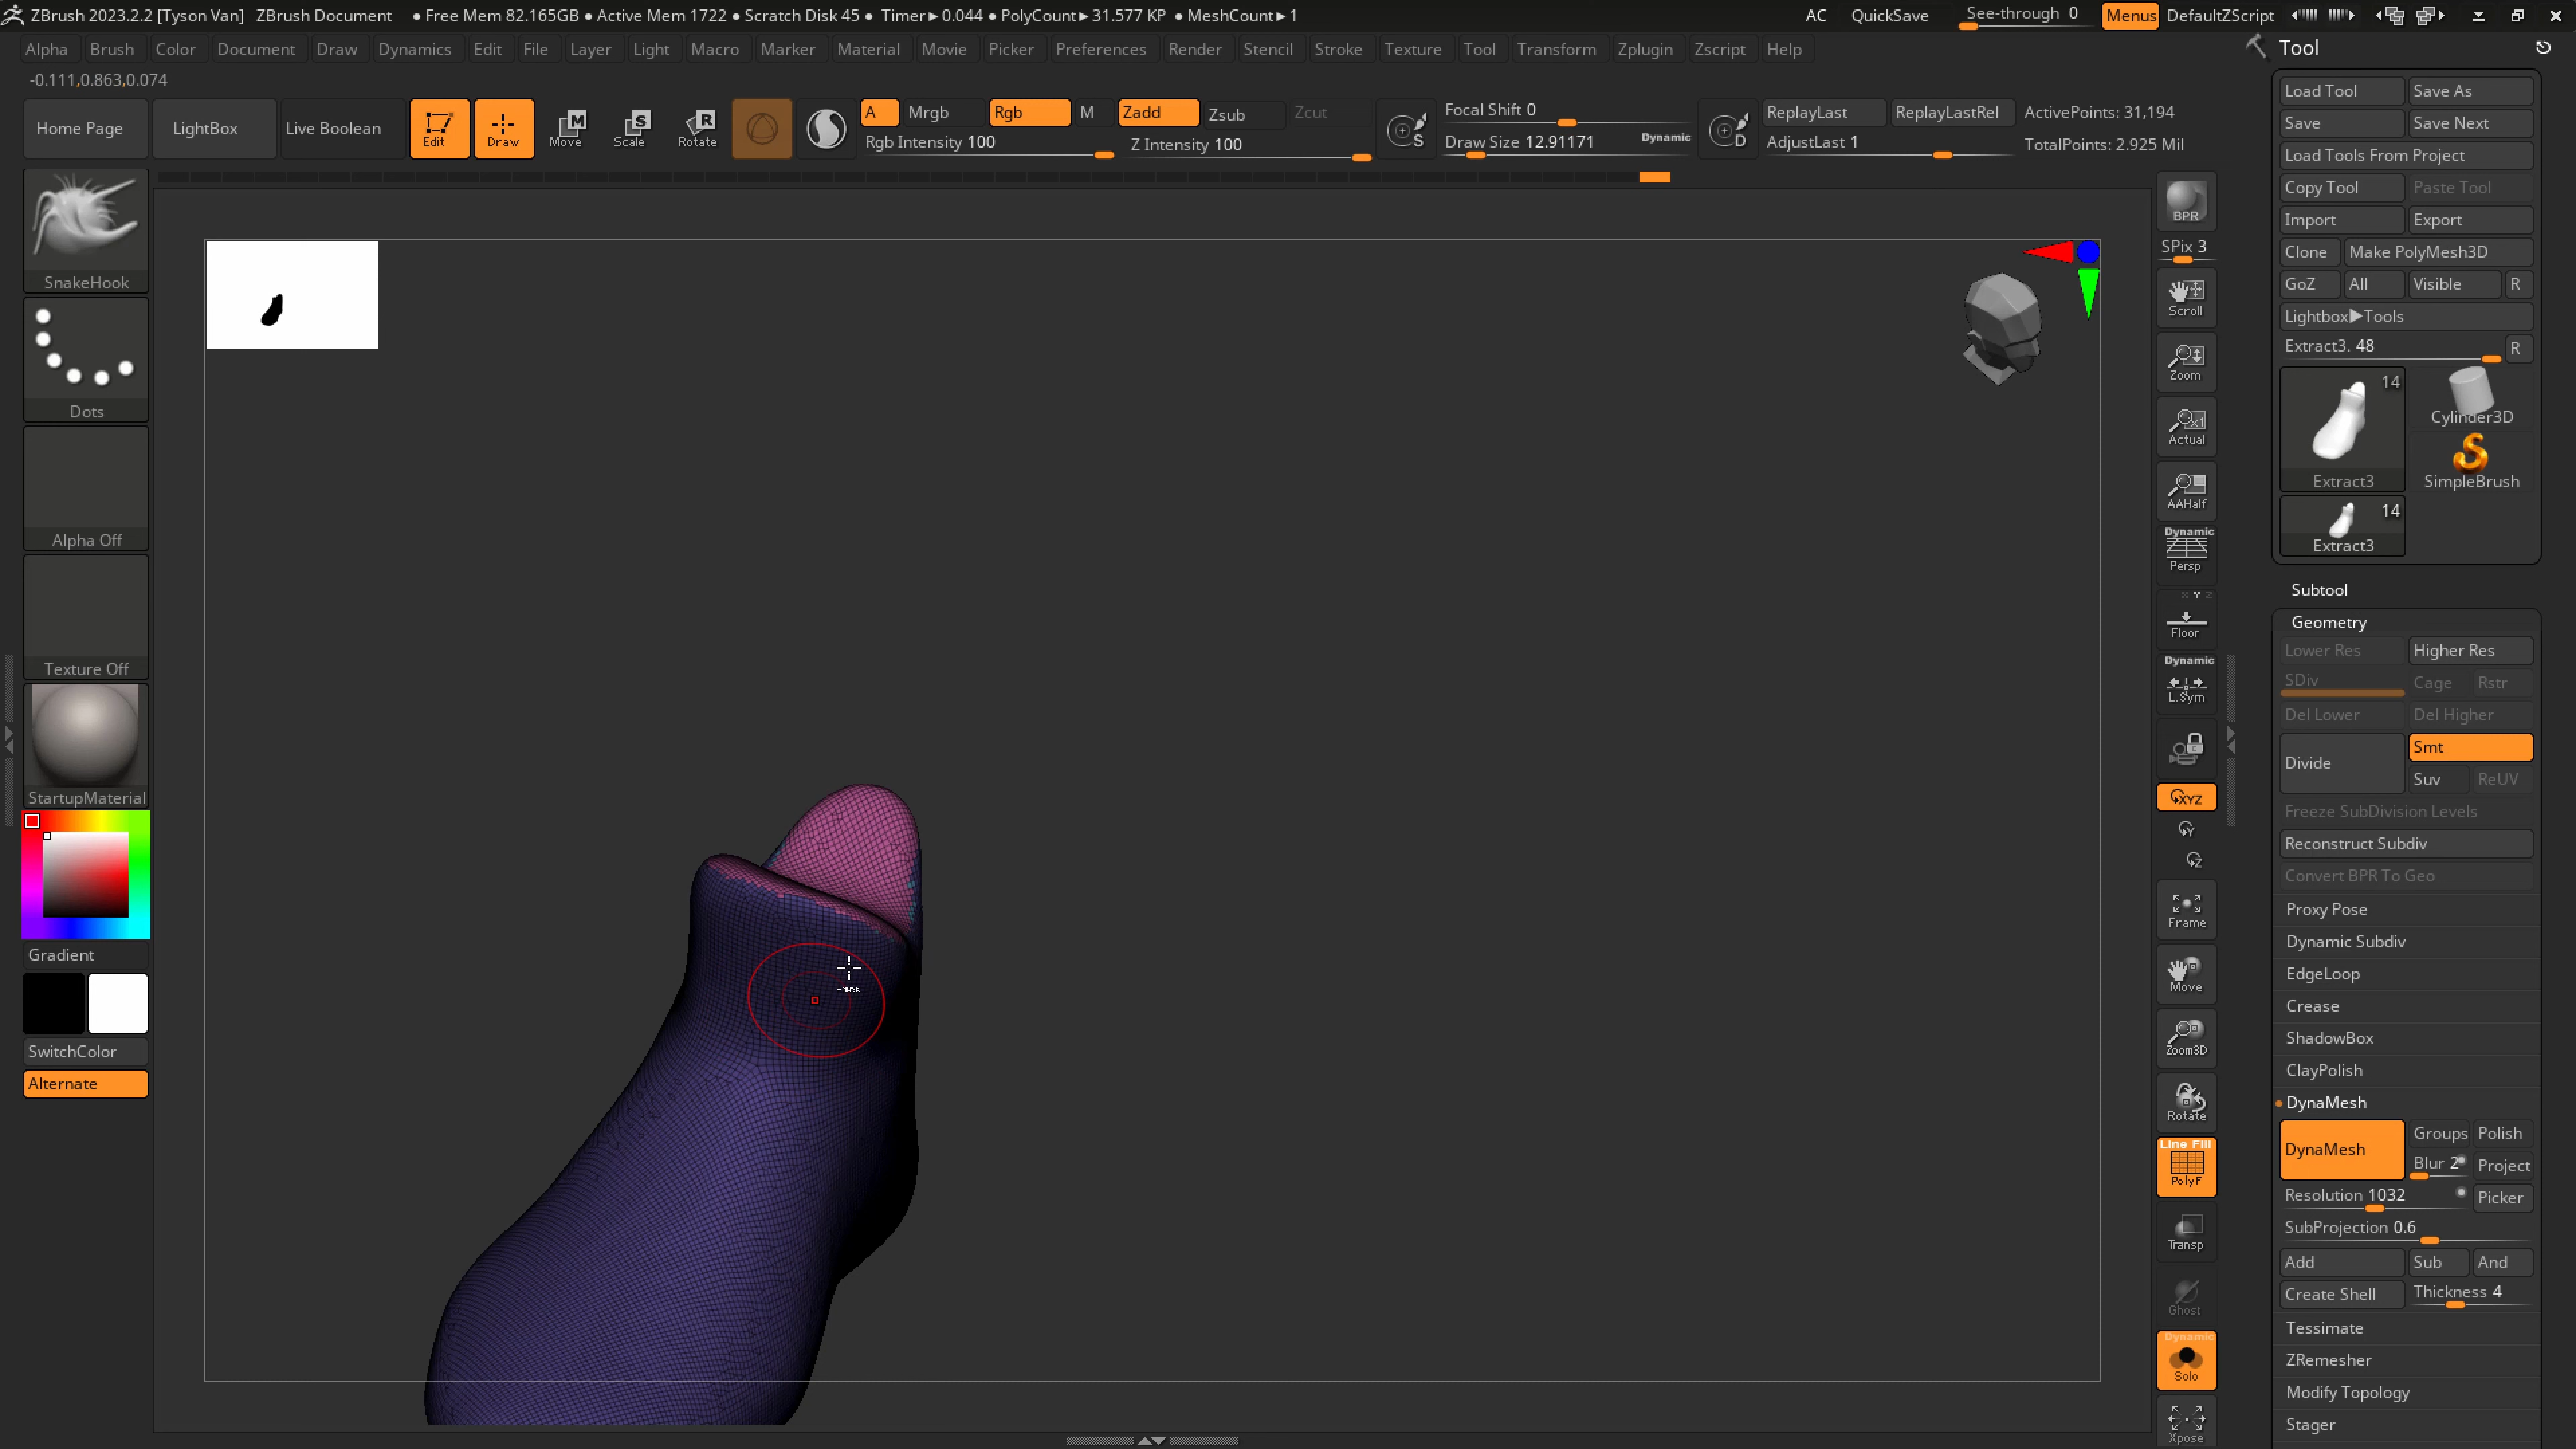 ZBrush 2023.2.2 [Tyson Van] ZBrush Document ● Free Mem 82.165GB ● Active Mem 1722 ● Scratch Disk 45 ● Timer►0.044 ● PolyCount►31.577 KP ● MeshCount►1 AC QuickSave See-through 0 Menus DefaultZScript
Alpha Brush Color Document Draw Dynamics Edit File Layer Light Macro Marker Material Movie Picker Preferences Render Stencil Stroke Texture Tool Transform Zplugin Zscript Help
-0.111,0.863,0.074
Home Page LightBox Live Boolean Edit Draw Move Scale Rotate
A Mrgb Rgb M Zadd Zsub Zcut
Rgb Intensity 100 Z Intensity 100
Focal Shift 0
Draw Size 12.91171 Dynamic
ReplayLast ReplayLastRel ActivePoints: 31,194
AdjustLast 1 TotalPoints: 2.925 Mil
SnakeHook
Dots
Alpha Off
Texture Off
StartupMaterial
Gradient
SwitchColor
Alternate
+MASK
BPR
SPix 3
Scroll
Zoom
Actual
AAHalf
Dynamic
Persp
Floor
Dynamic
L.Sym
XYZ
Y
Z
Frame
Move
Zoom3D
Rotate
Line Fill
PolyF
Transp
Ghost
Dynamic
Solo
Xpose
Tool
Load Tool Save As
Save Save Next
Load Tools From Project
Copy Tool Paste Tool
Import Export
Clone Make PolyMesh3D
GoZ All Visible R
Lightbox►Tools
Extract3. 48 R
14
Extract3 Cylinder3D
SimpleBrush
14
Extract3
Subtool
Geometry
Lower Res Higher Res
SDiv Cage Rstr
Del Lower Del Higher
Divide Smt
Suv ReUV
Freeze SubDivision Levels
Reconstruct Subdiv
Convert BPR To Geo
Proxy Pose
Dynamic Subdiv
EdgeLoop
Crease
ShadowBox
ClayPolish
DynaMesh
DynaMesh Groups Polish
Blur 2 Project
Resolution 1032 Picker
SubProjection 0.6
Add Sub And
Create Shell Thickness 4
Tessimate
ZRemesher
Modify Topology
Stager